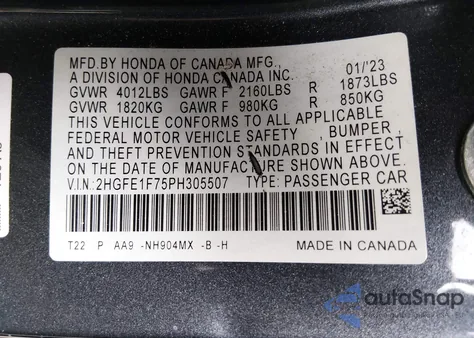 MFD.BY HONDA OF CANADA MFG.,
A DIVISION OF HONDA CANADA INC. 01/'23
GVWR 4012LBS GAWR F 2160LBS R 1873LBS
GVWR 1820KG GAWR F 980KG R 850KG
THIS VEHICLE CONFORMS TO ALL APPLICABLE
FEDERAL MOTOR VEHICLE SAFETY , BUMPER ,
AND THEFT PREVENTION STANDARDS IN EFFECT
ON THE DATE OF MANUFACTURE SHOWN ABOVE.
V.I.N:2HGFE1F75PH305507 TYPE: PASSENGER CAR
T22 P AA9 -NH904MX -B -H
MADE IN CANADA
autoSnap